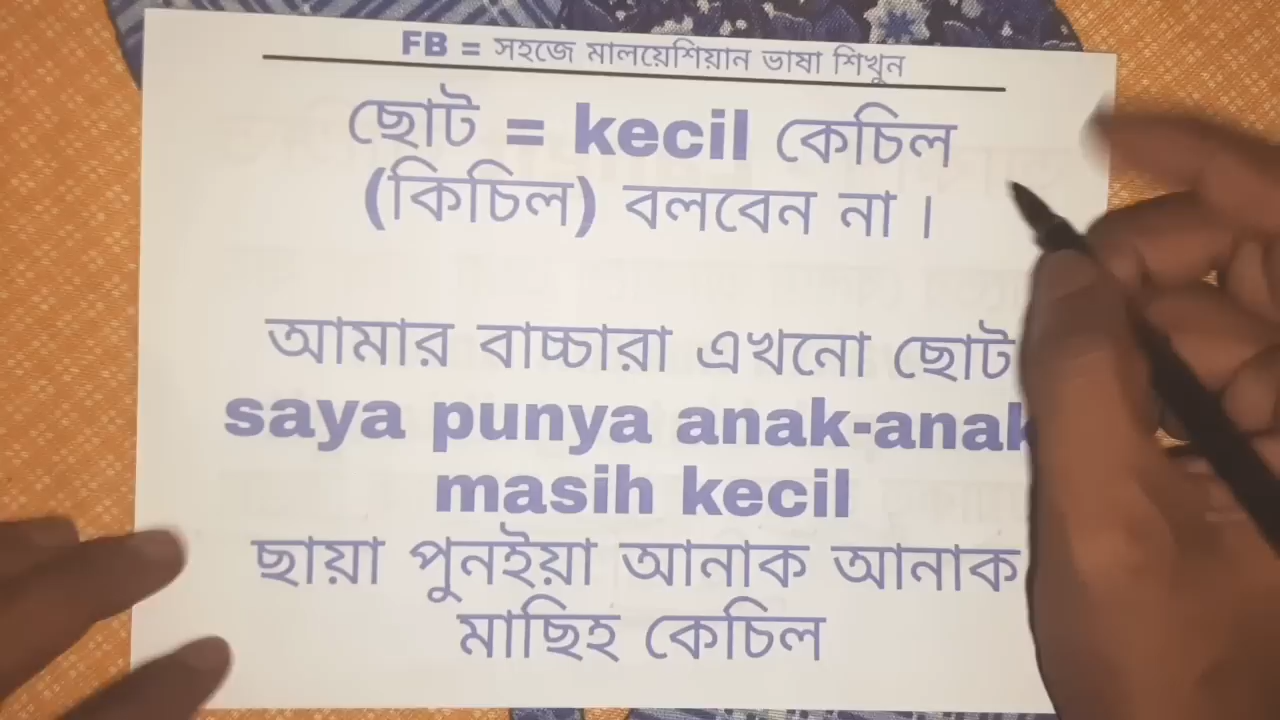 FB = সহজে মালয়েশিয়ান ভাষা শিখুন
ছোট = kecil কেচিল
(কিচিল) বলবেন না ।
আমার বাচ্চারা এখনো ছোট
saya punya anak-anak
masih kecil
ছায়া পুনইয়া আনাক আনাক
মাছিহ কেচিল